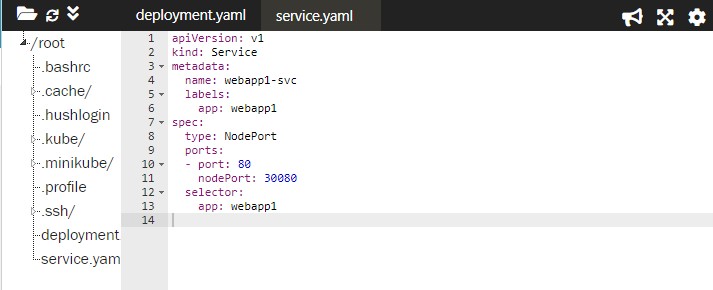 deployment.yaml service.yaml
/root
.bashrc
.cache/
.hushlogin
.kube/
.minikube/
.profile
.ssh/
deployment
service.yam
1 apiVersion: v1
2 kind: Service
3 metadata:
4   name: webapp1-svc
5   labels:
6     app: webapp1
7 spec:
8   type: NodePort
9   ports:
10   - port: 80
11     nodePort: 30080
12   selector:
13     app: webapp1
14